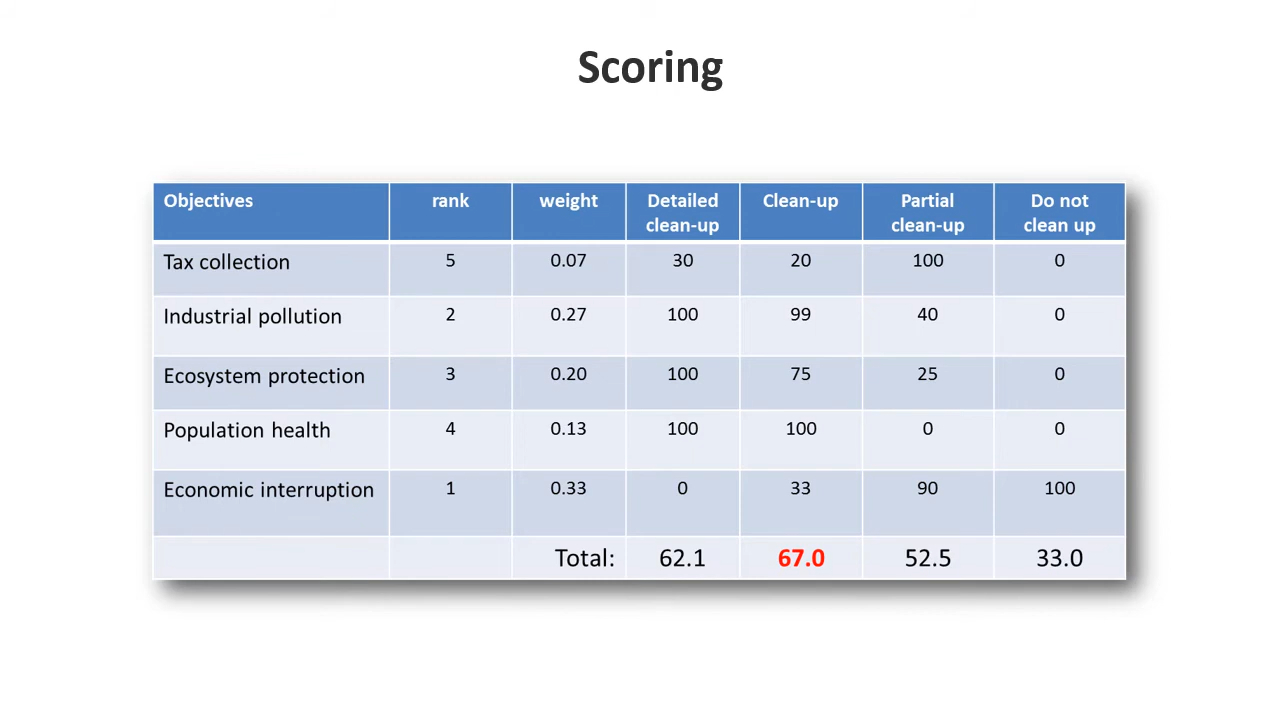 Scoring
Objectives rank weight Detailed clean-up Clean-up Partial clean-up Do not clean up
Tax collection 5 0.07 30 20 100 0
Industrial pollution 2 0.27 100 99 40 0
Ecosystem protection 3 0.20 100 75 25 0
Population health 4 0.13 100 100 0 0
Economic interruption 1 0.33 0 33 90 100
Total: 62.1 67.0 52.5 33.0